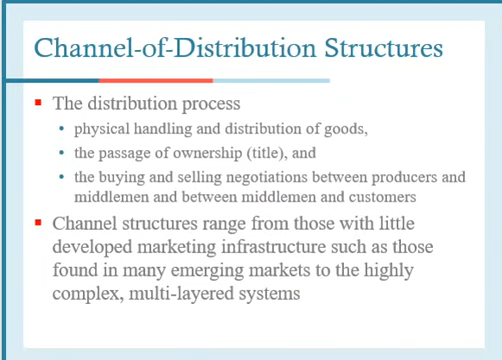 Channel-of-Distribution Structures
The distribution process
physical handling and distribution of goods,
the passage of ownership (title), and
the buying and selling negotiations between producers and
middlemen and between middlemen and customers
Channel structures range from those with little
developed marketing infrastructure such as those
found in many emerging markets to the highly
complex, multi-layered systems